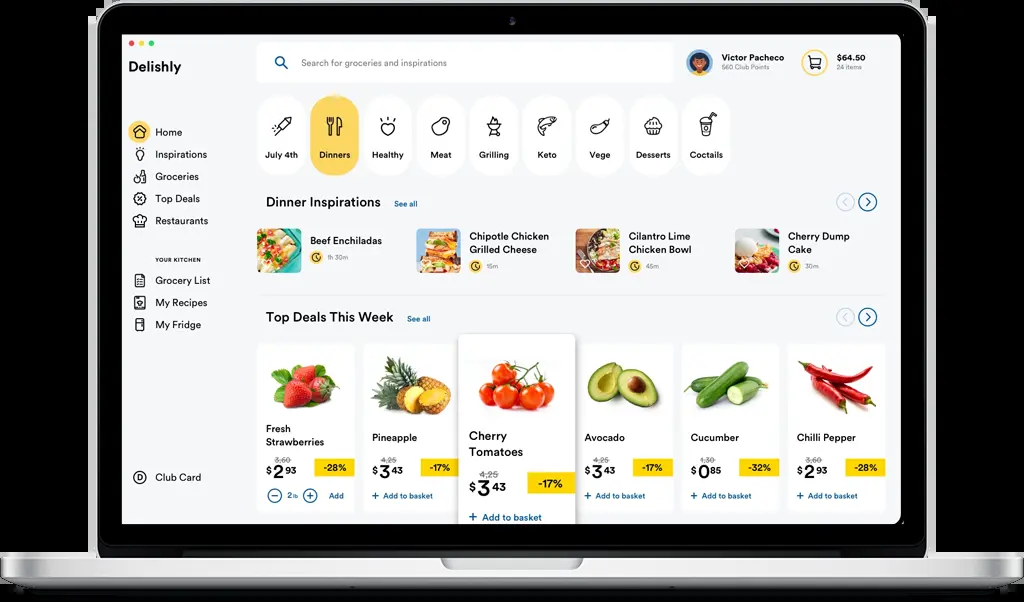 Delishly
Search for groceries and inspirations
Victor Pacheco
560 Club Points
$64.50
24 items
Home
Inspirations
Groceries
Top Deals
Restaurants
YOUR KITCHEN
Grocery List
My Recipes
My Fridge
Club Card
July 4th
Dinners
Healthy
Meat
Grilling
Keto
Vege
Desserts
Coctails
Dinner Inspirations See all
Beef Enchiladas
1h 30m
Chipotle Chicken
Grilled Cheese
15m
Cilantro Lime
Chicken Bowl
45m
Cherry Dump
Cake
30m
Top Deals This Week See all
Fresh
Strawberries
3,60
$2 93
-28%
2 lb
Add
Pineapple
4,25
$3 43
-17%
+ Add to basket
Cherry
Tomatoes
4,25
$3 43
-17%
+ Add to basket
Avocado
4,25
$3 43
-17%
+ Add to basket
Cucumber
1,30
$0 85
-32%
+ Add to basket
Chilli Pepper
3,60
$2 93
-28%
+ Add to basket